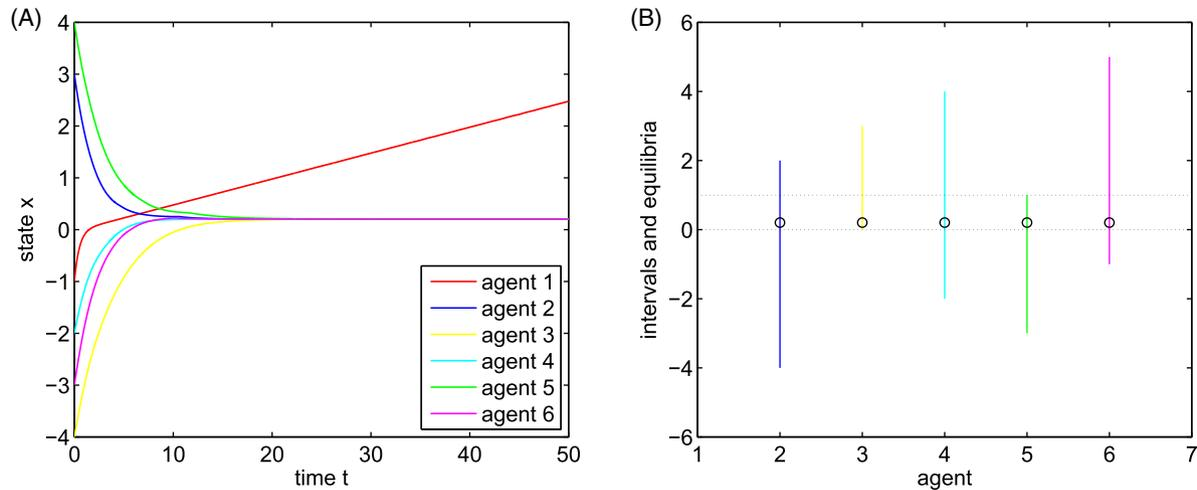 (A)
4
3
2
1
0
−1
−2
−3
−4
state x
0
10
20
30
40
50
time t
agent 1
agent 2
agent 3
agent 4
agent 5
agent 6
(B)
6
4
2
0
−2
−4
−6
intervals and equilibria
1
2
3
4
5
6
7
agent